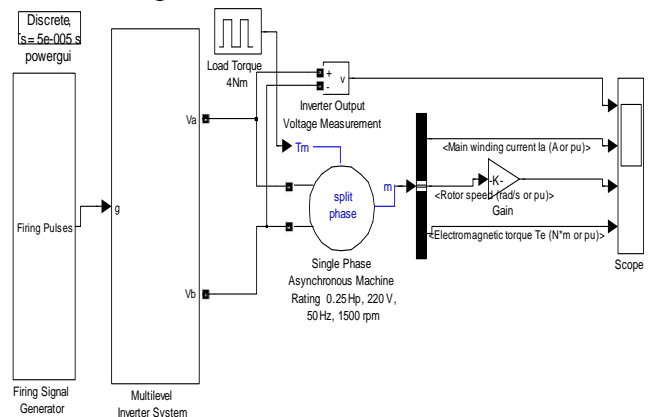 Discrete,
Ts = 5e-005 s
powergui
Load Torque
4Nm
+
-
v
Inverter Output
Voltage Measurement
Va
Tm
<Main winding current Ia (A or pu)>
Firing Pulses
g
split
phase
m
-K-
<Rotor speed (rad/s or pu)>
Gain
<Electromagnetic torque Te (N*m or pu)>
Scope
Vb
Single Phase
Asynchronous Machine
Rating 0.25Hp, 220 V,
50Hz, 1500 rpm
Firing Signal
Generator
Multilevel
Inverter System